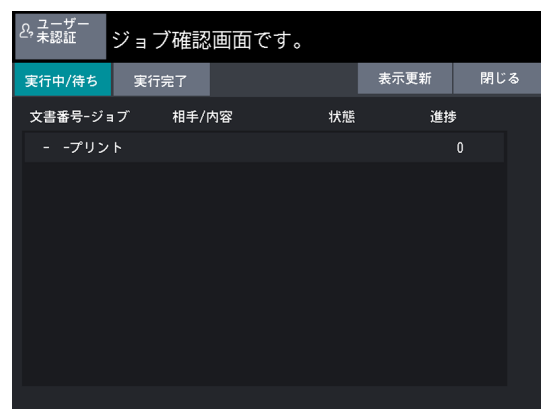 ユーザー
未認証
ジョブ確認画面です。
実行中/待ち 実行完了 表示更新 閉じる
文書番号-ジョブ 相手/内容 状態 進捗
- -プリント 0